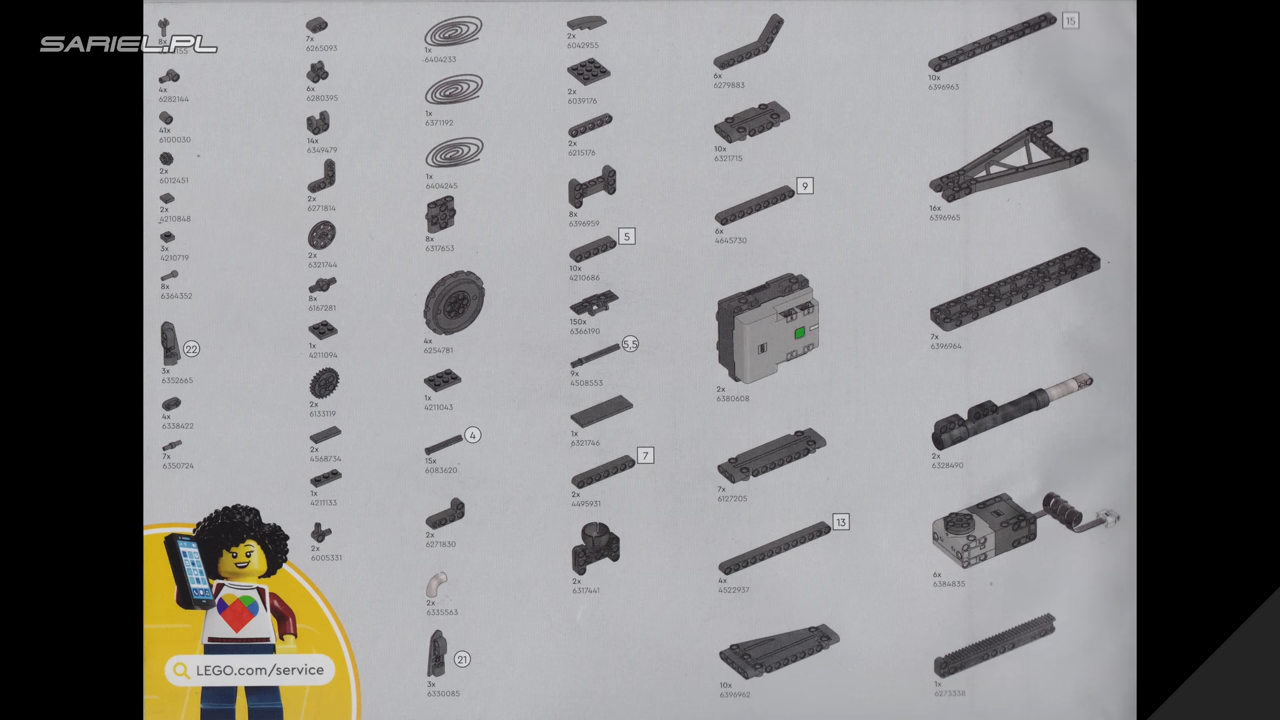 SARIEL.PL
8x
4x
6282144
41x
6100030
2x
6012451
2x
4210848
3x
4210719
8x
6364352
22
3x
6352665
4x
6338422
7x
6350724
LEGO.com/service
7x
6265093
6x
6280395
14x
6349479
2x
6271814
2x
6321744
8x
6167281
1x
4211094
2x
6133119
2x
4568734
1x
4211133
2x
6005331
1x
6404233
1x
6371192
1x
6404245
8x
6317653
4x
6254781
1x
4211043
4
15x
6083620
2x
6271830
2x
6335563
21
3x
6330085
2x
6042955
2x
6039176
2x
6215176
8x
6396959
5
10x
4210686
150x
6366190
5,5
9x
4508553
1x
6321746
7
2x
4495931
2x
6317441
6x
6279883
10x
6321715
9
6x
4645730
2x
6380608
7x
6127205
13
4x
4522937
10x
6396962
15
10x
6396963
16x
6396965
7x
6396964
2x
6328490
6x
6384835
1x
6273338